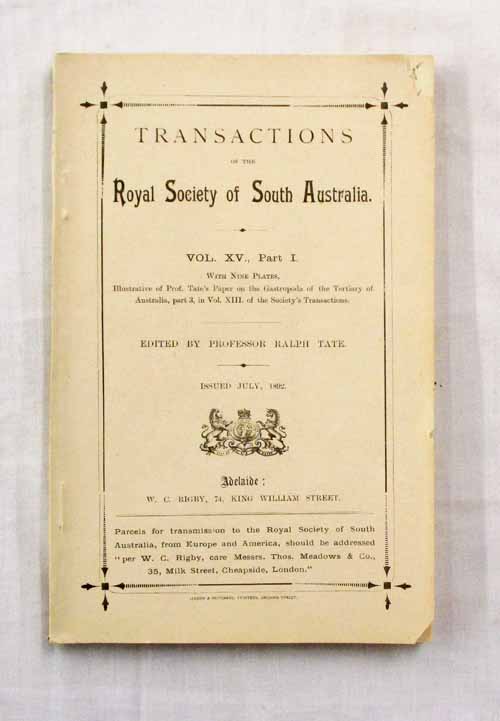 TRANSACTIONS
OF THE
Royal Society of South Australia.
VOL. XV., Part I.
WITH NINE PLATES,
Illustrative of Prof. Tate's Paper on the Gastropoda of the Tertiary of
Australia, part 3, in Vol. XIII. of the Society's Transactions.
EDITED BY PROFESSOR RALPH TATE.
ISSUED JULY, 1892.
Adelaide:
W. C. RIGBY, 74, KING WILLIAM STREET.
Parcels for transmission to the Royal Society of South
Australia, from Europe and America, should be addressed
"per W. C. Rigby, care Messrs. Thos. Meadows & Co.,
35, Milk Street, Cheapside, London."
PRINTERS, STREET.